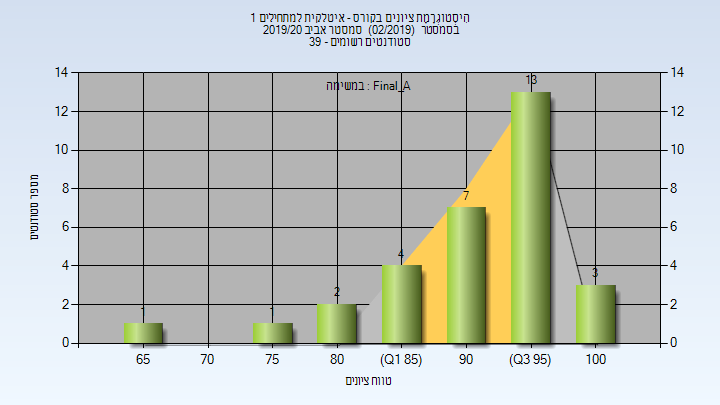 היסטוגרמת ציונים בקורס - איטלקית למתחילים 1
בסמסטר (02/2019) סמסטר אביב 2019/20
סטודנטים רשומים - 39
במשימה : Final_A
14 14
12 12
10 10
8 8
6 6
4 4
2 2
0 0
1 1 2 4 7 13 3
65 70 75 80 (Q1 85) 90 (Q3 95) 100
מספר סטודנטים
טווח ציונים